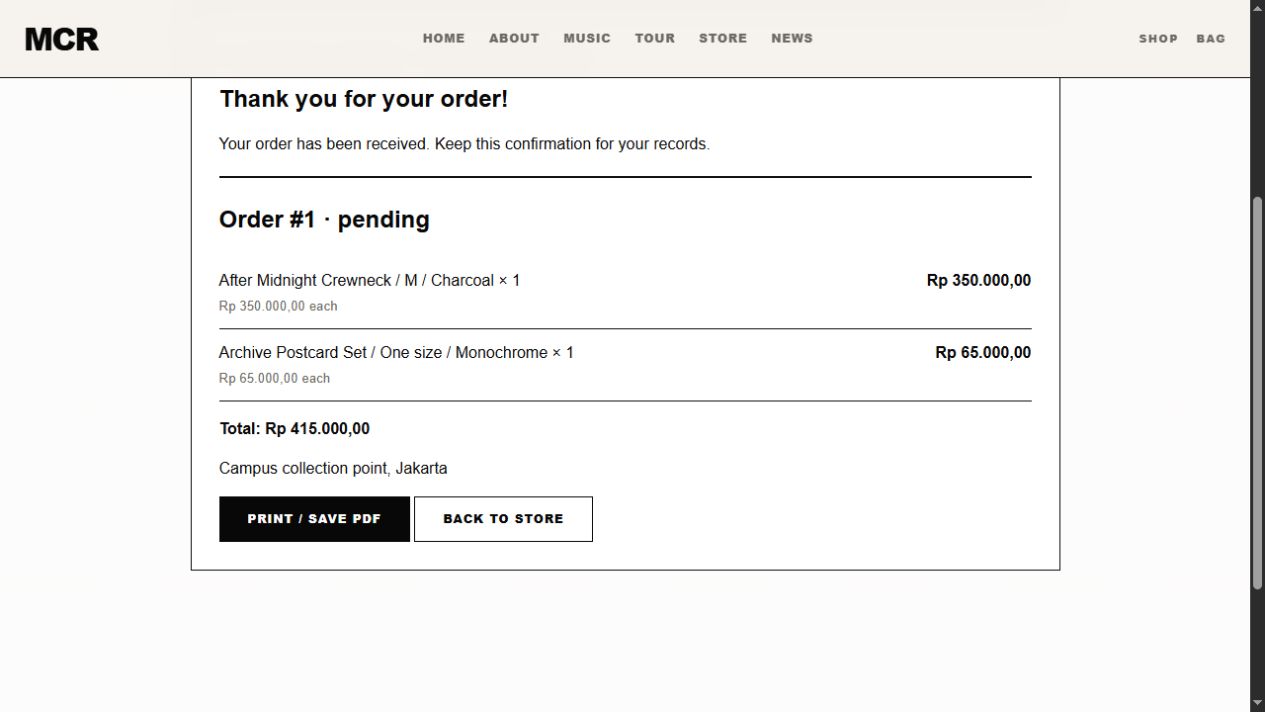 MCR
HOME ABOUT MUSIC TOUR STORE NEWS
SHOP BAG
Thank you for your order!
Your order has been received. Keep this confirmation for your records.
Order #1 · pending
After Midnight Crewneck / M / Charcoal × 1 Rp 350.000,00
Rp 350.000,00 each
Archive Postcard Set / One size / Monochrome × 1 Rp 65.000,00
Rp 65.000,00 each
Total: Rp 415.000,00
Campus collection point, Jakarta
PRINT / SAVE PDF BACK TO STORE